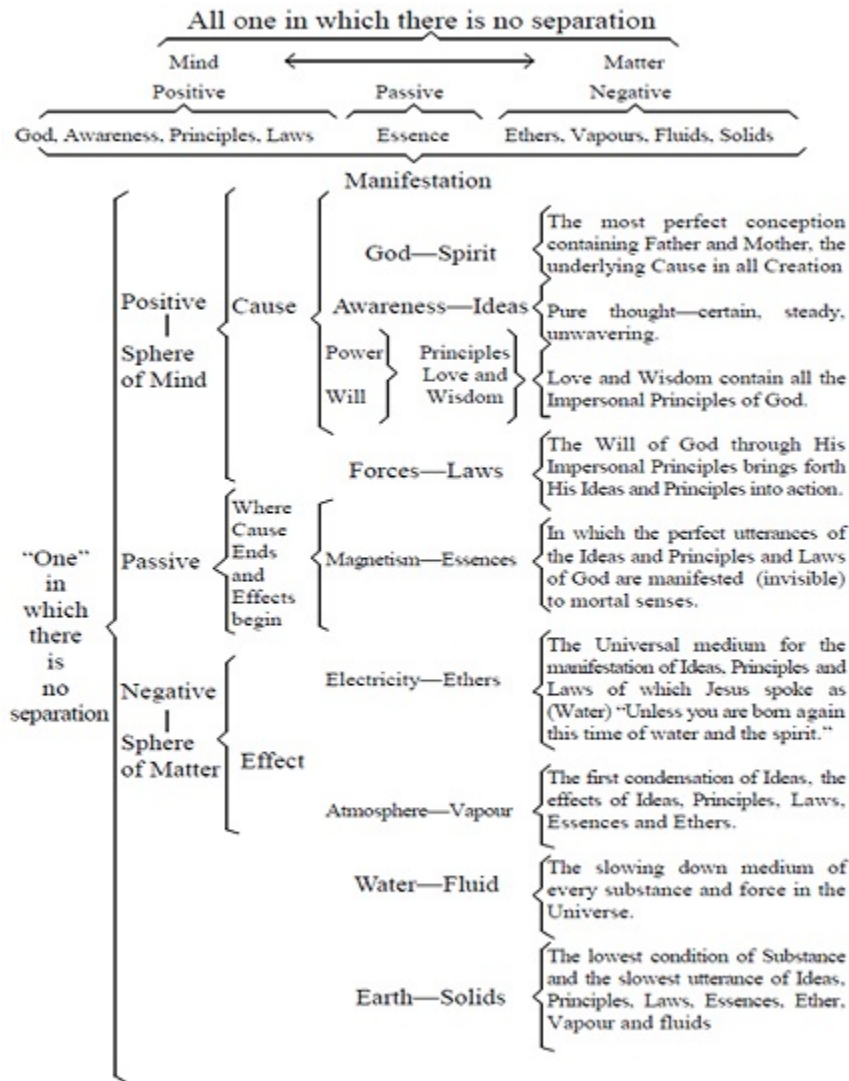 All one in which there is no separation
Mind Matter
Positive Passive Negative
God, Awareness, Principles, Laws Essence Ethers, Vapours, Fluids, Solids
Manifestation
“One”
in
which
there
is
no
separation
Positive
Sphere
of Mind
Cause
God—Spirit
The most perfect conception
containing Father and Mother, the
underlying Cause in all Creation
Awareness—Ideas
Pure thought—certain, steady,
unwavering.
Power
Will
Principles
Love and
Wisdom
Love and Wisdom contain all the
Impersonal Principles of God.
Forces—Laws
The Will of God through His
Impersonal Principles brings forth
His Ideas and Principles into action.
Passive
Where
Cause
Ends
and
Effects
begin
Magnetism—Essences
In which the perfect utterances of
the Ideas and Principles and Laws
of God are manifested (invisible)
to mortal senses.
Negative
Sphere
of Matter
Effect
Electricity—Ethers
The Universal medium for the
manifestation of Ideas, Principles and
Laws of which Jesus spoke as
(Water) “Unless you are born again
this time of water and the spirit.“
Atmosphere—Vapour
The first condensation of Ideas, the
effects of Ideas, Principles, Laws,
Essences and Ethers.
Water—Fluid
The slowing down medium of
every substance and force in the
Universe.
Earth—Solids
The lowest condition of Substance
and the slowest utterance of Ideas,
Principles, Laws, Essences, Ether,
Vapour and fluids